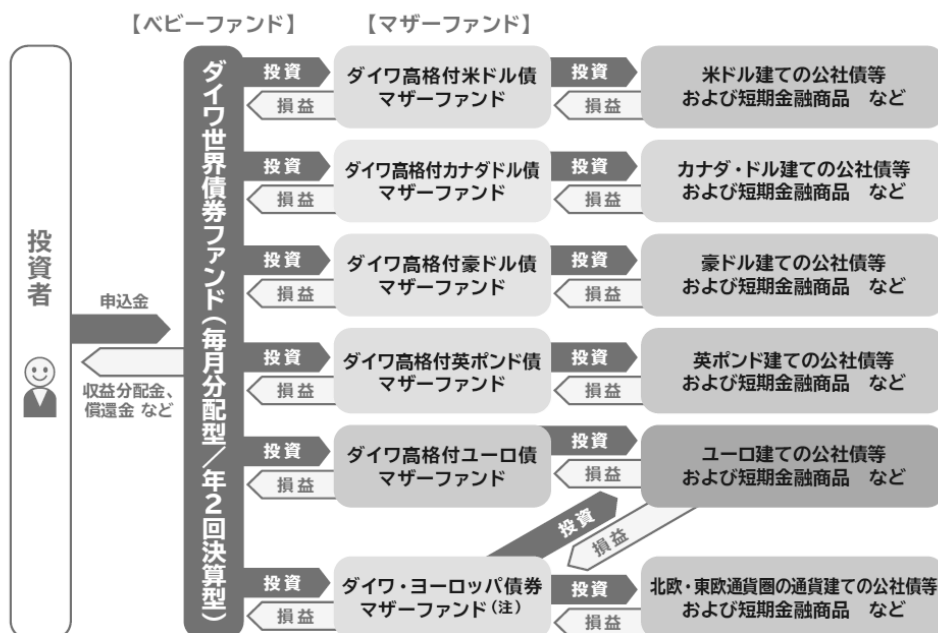 【ベビーファンド】
【マザーファンド】
投資者
申込金
収益分配金、
償還金 など
ダイワ世界債券ファンド(毎月分配型/年2回決算型)
投資
損益
ダイワ高格付米ドル債
マザーファンド
投資
損益
米ドル建ての公社債等
および短期金融商品 など
投資
損益
ダイワ高格付カナダドル債
マザーファンド
投資
損益
カナダ・ドル建ての公社債等
および短期金融商品 など
投資
損益
ダイワ高格付豪ドル債
マザーファンド
投資
損益
豪ドル建ての公社債等
および短期金融商品 など
投資
損益
ダイワ高格付英ポンド債
マザーファンド
投資
損益
英ポンド建ての公社債等
および短期金融商品 など
投資
損益
ダイワ高格付ユーロ債
マザーファンド
投資
損益
ユーロ建ての公社債等
および短期金融商品 など
投資
損益
投資
損益
ダイワ・ヨーロッパ債券
マザーファンド(注)
投資
損益
北欧・東欧通貨圏の通貨建ての公社債等
および短期金融商品 など